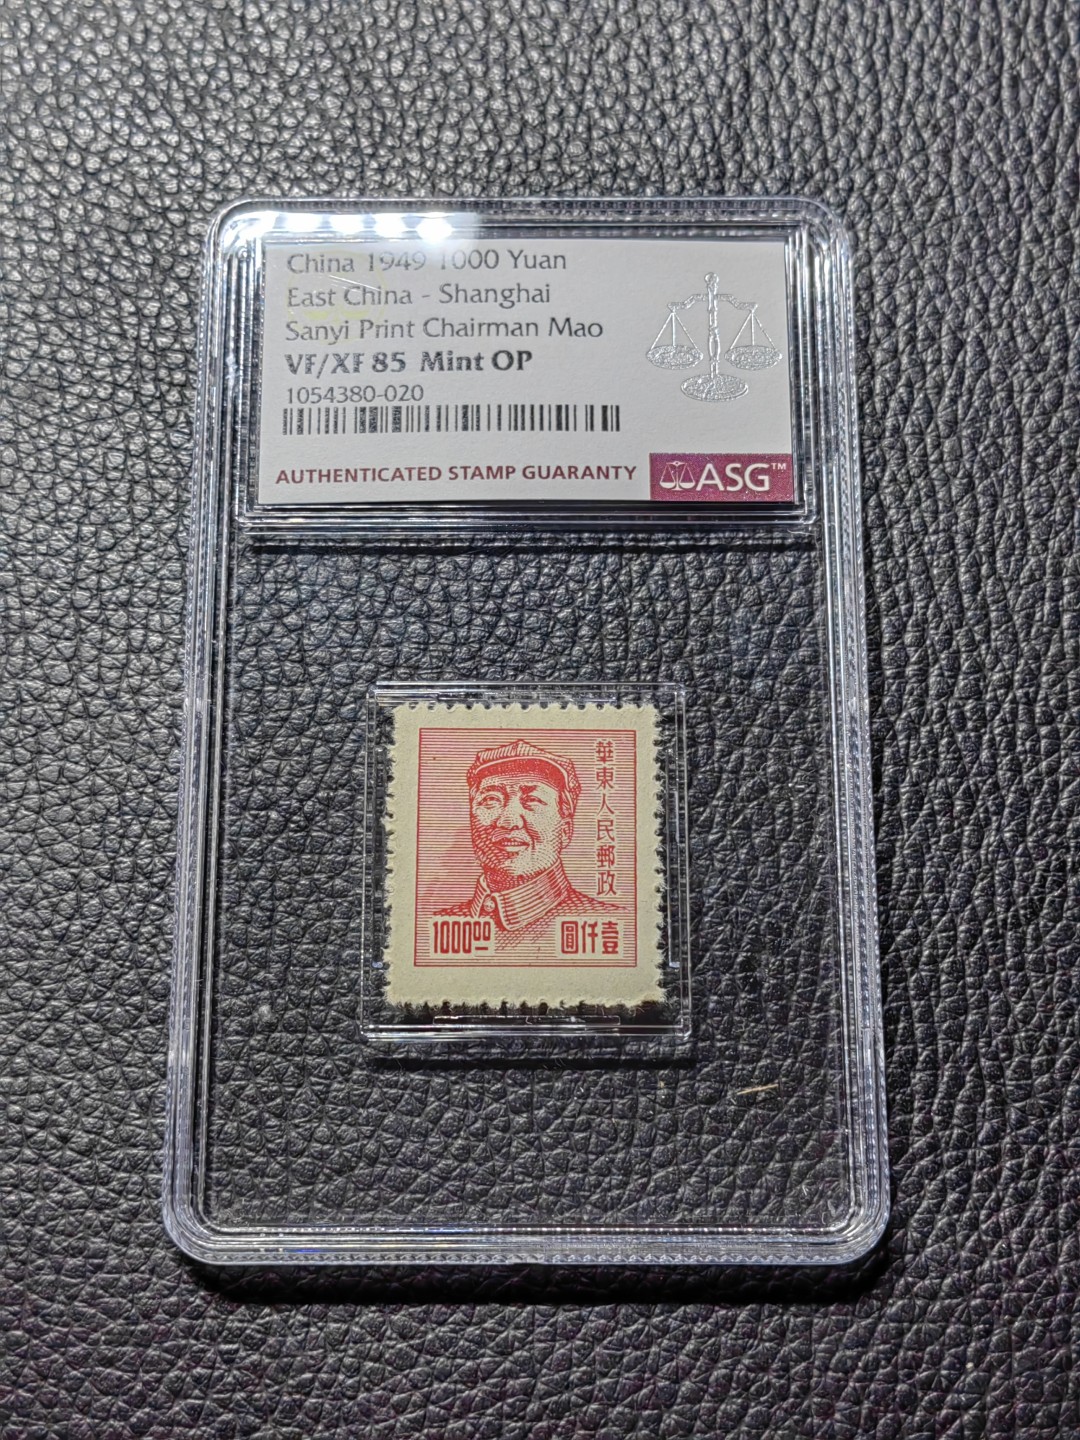 China 1949 1000 Yuan
East China - Shanghai
Sanyi Print Chairman Mao
VF/XF 85 Mint OP
1054380-020
AUTHENTICATED STAMP GUARANTY
ASG™
華東人民郵政
1000⁰⁰
圓仟壹